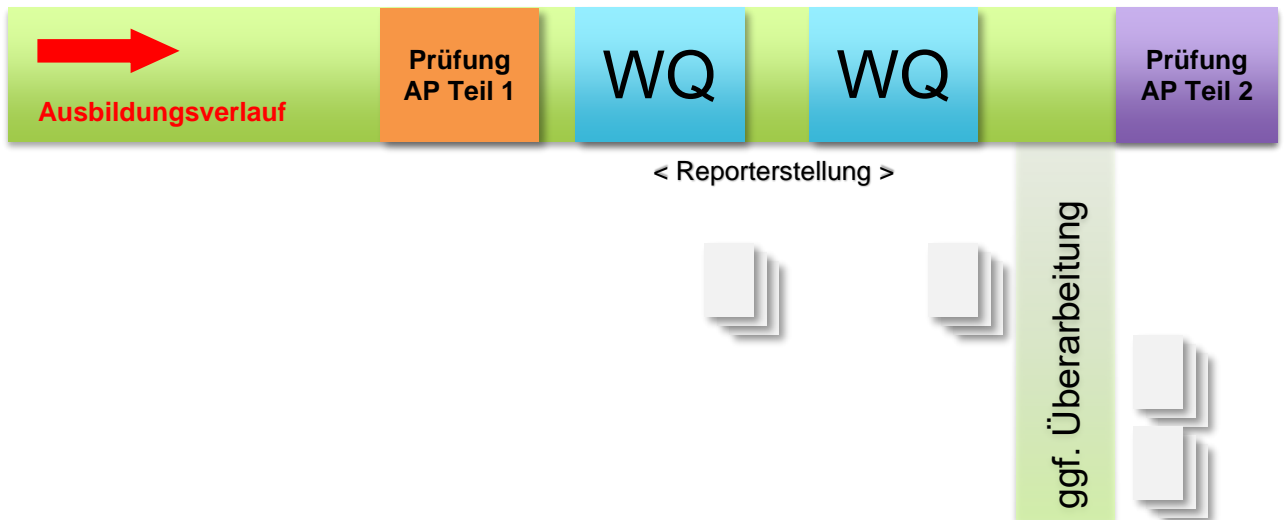 Ausbildungsverlauf
Prüfung
AP Teil 1
WQ
WQ
Prüfung
AP Teil 2
< Reporterstellung >
ggf. Überarbeitung